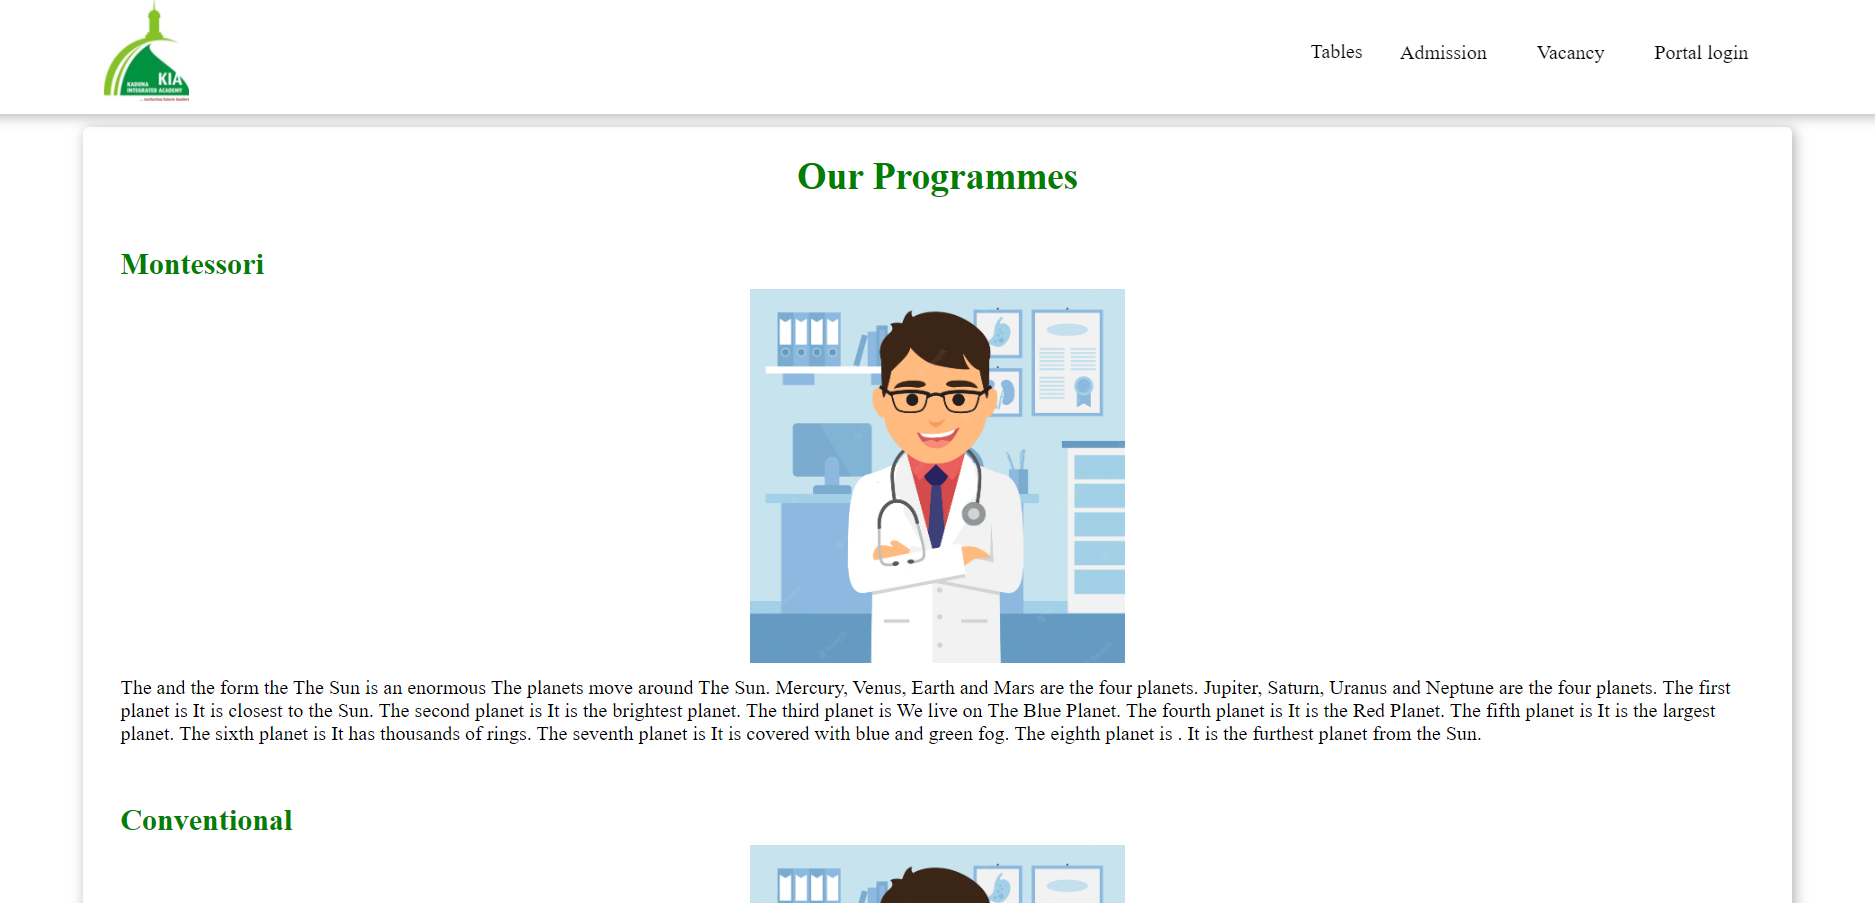 KIA
KADUNA
INTEGRATED ACADEMY
Tables Admission Vacancy Portal login
Our Programmes
Montessori
The and the form the The Sun is an enormous The planets move around The Sun. Mercury, Venus, Earth and Mars are the four planets. Jupiter, Saturn, Uranus and Neptune are the four planets. The first
planet is It is closest to the Sun. The second planet is It is the brightest planet. The third planet is We live on The Blue Planet. The fourth planet is It is the Red Planet. The fifth planet is It is the largest
planet. The sixth planet is It has thousands of rings. The seventh planet is It is covered with blue and green fog. The eighth planet is . It is the furthest planet from the Sun.
Conventional